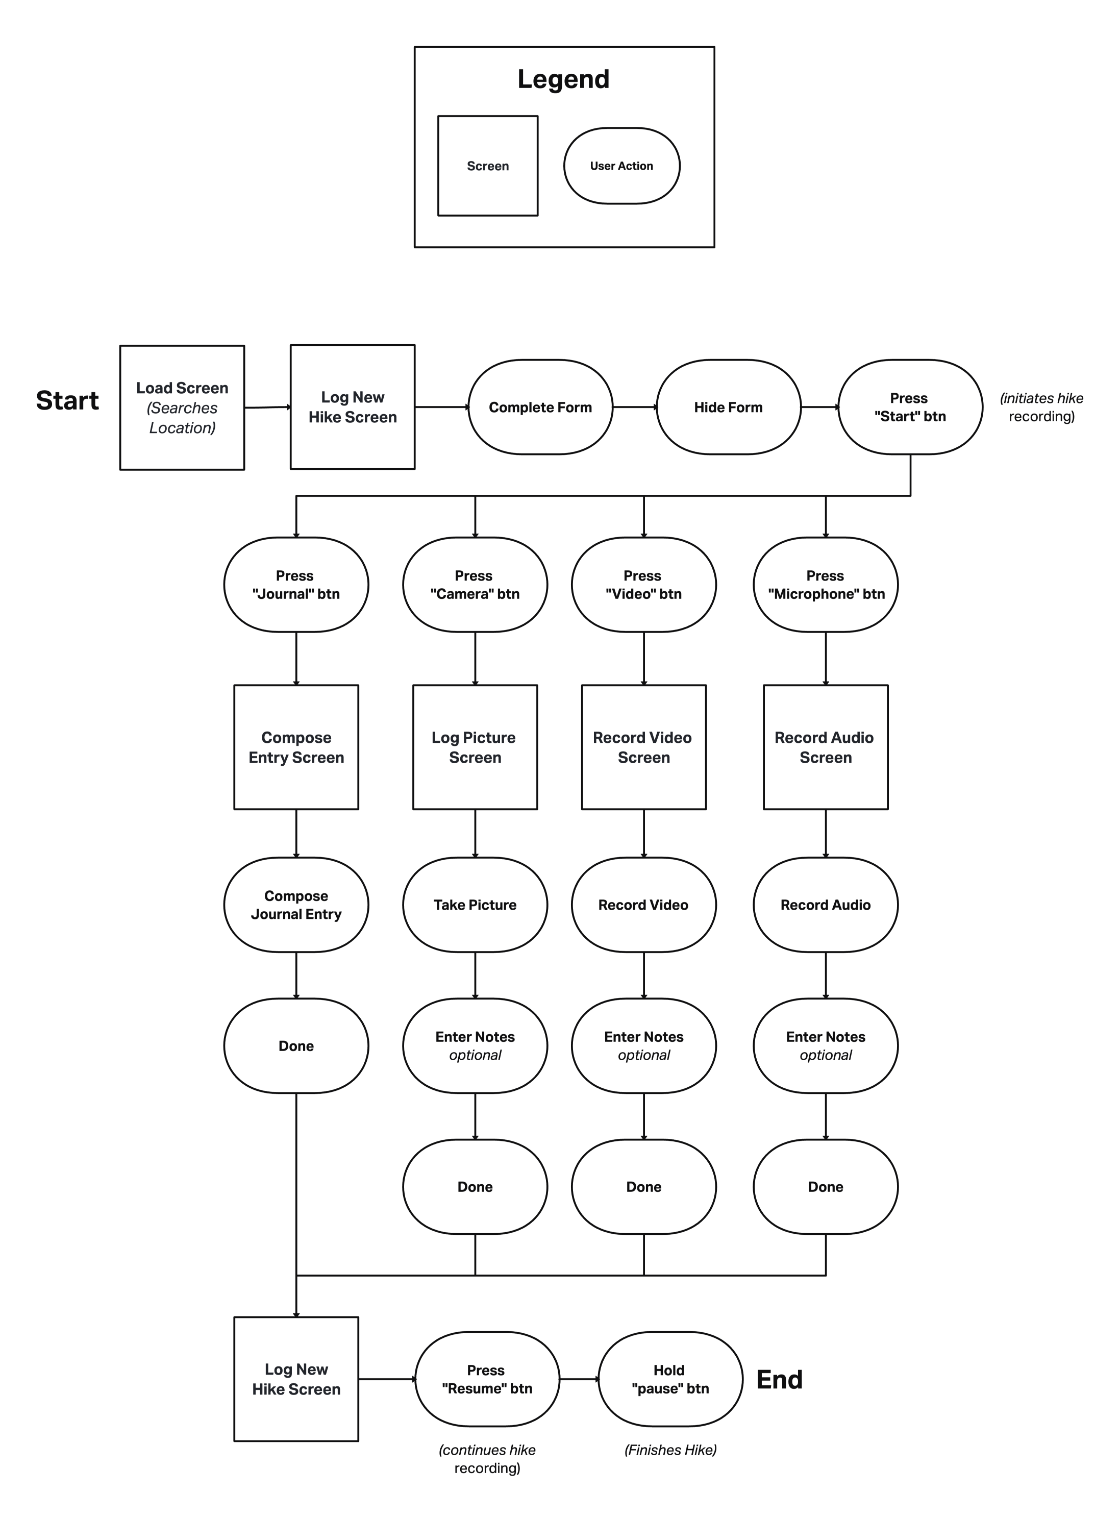 Legend
Screen
User Action
Start
Load Screen
(Searches
Location)
Log New
Hike Screen
Complete Form
Hide Form
Press
"Start" btn
(initiates hike
recording)
Press
"Journal" btn
Press
"Camera" btn
Press
"Video" btn
Press
"Microphone" btn
Compose
Entry Screen
Log Picture
Screen
Record Video
Screen
Record Audio
Screen
Compose
Journal Entry
Take Picture
Record Video
Record Audio
Done
Enter Notes
optional
Enter Notes
optional
Enter Notes
optional
Done
Done
Done
Log New
Hike Screen
Press
"Resume" btn
Hold
"pause" btn
End
(continues hike
recording)
(Finishes Hike)